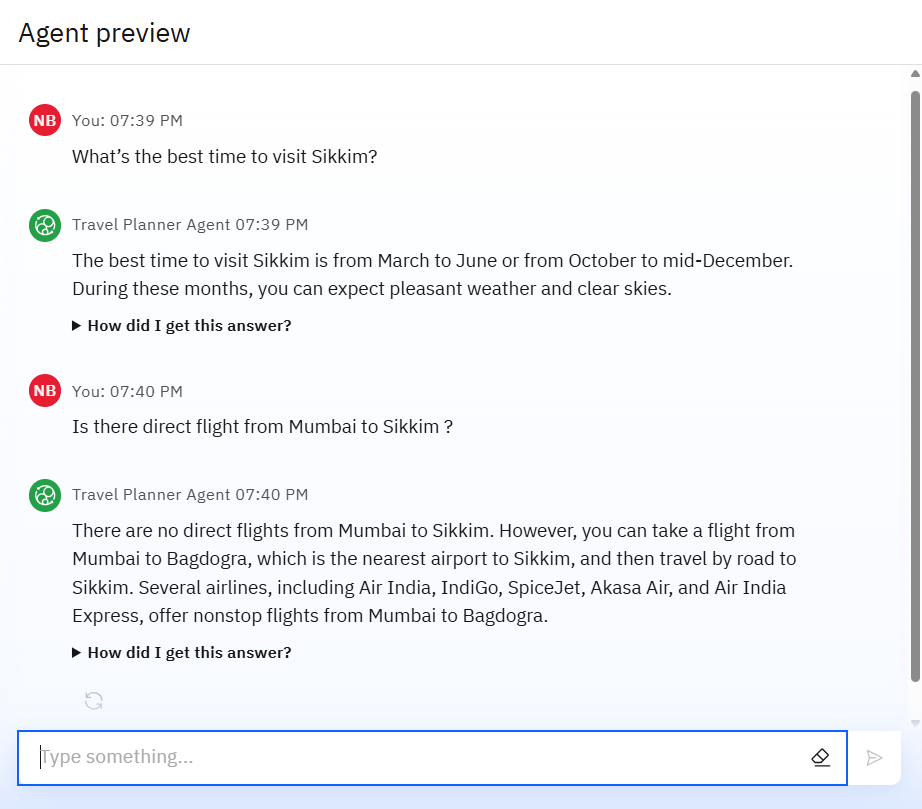 Agent preview
NB You: 07:39 PM
What’s the best time to visit Sikkim?
Travel Planner Agent 07:39 PM
The best time to visit Sikkim is from March to June or from October to mid-December.
During these months, you can expect pleasant weather and clear skies.
How did I get this answer?
NB You: 07:40 PM
Is there direct flight from Mumbai to Sikkim ?
Travel Planner Agent 07:40 PM
There are no direct flights from Mumbai to Sikkim. However, you can take a flight from
Mumbai to Bagdogra, which is the nearest airport to Sikkim, and then travel by road to
Sikkim. Several airlines, including Air India, IndiGo, SpiceJet, Akasa Air, and Air India
Express, offer nonstop flights from Mumbai to Bagdogra.
How did I get this answer?
Type something...